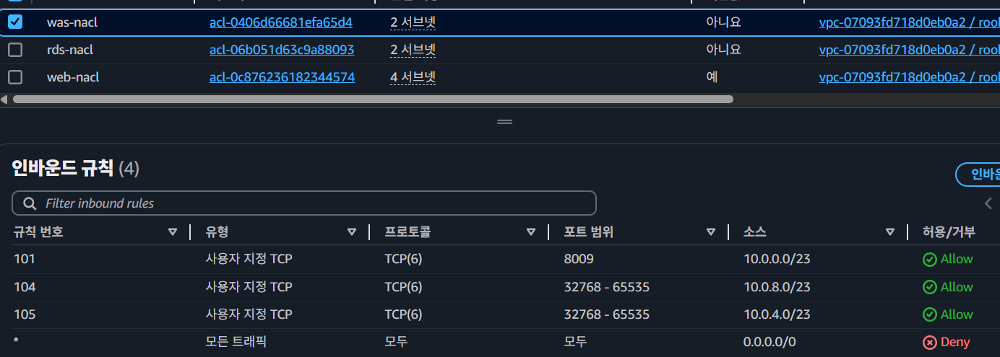 was-nacl acl-0406d66681efa65d4 2 서브넷 아니요 vpc-07093fd718d0eb0a2 / rool
rds-nacl acl-06b051d63c9a88093 2 서브넷 아니요 vpc-07093fd718d0eb0a2 / rool
web-nacl acl-0c876236182344574 4 서브넷 예 vpc-07093fd718d0eb0a2 / rool
인바운드 규칙 (4)
인바운
Filter inbound rules
규칙 번호 유형 프로토콜 포트 범위 소스 허용/거부
101 사용자 지정 TCP TCP(6) 8009 10.0.0.0/23 Allow
104 사용자 지정 TCP TCP(6) 32768 - 65535 10.0.8.0/23 Allow
105 사용자 지정 TCP TCP(6) 32768 - 65535 10.0.4.0/23 Allow
* 모든 트래픽 모두 모두 0.0.0.0/0 Deny